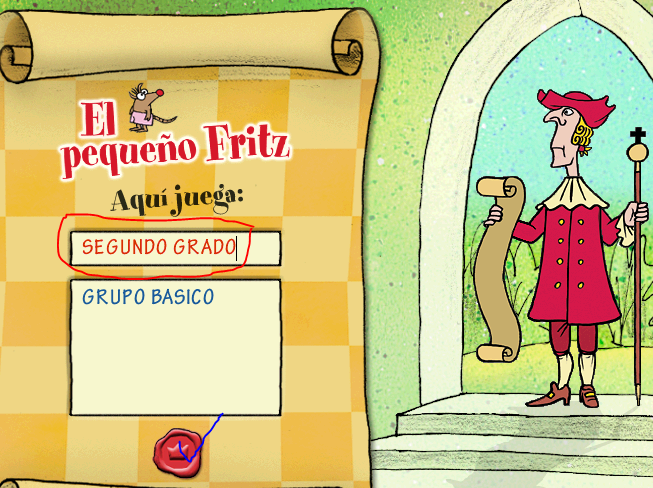 El
pequeño Fritz
Aquí juega:
SEGUNDO GRADO
GRUPO BASICO